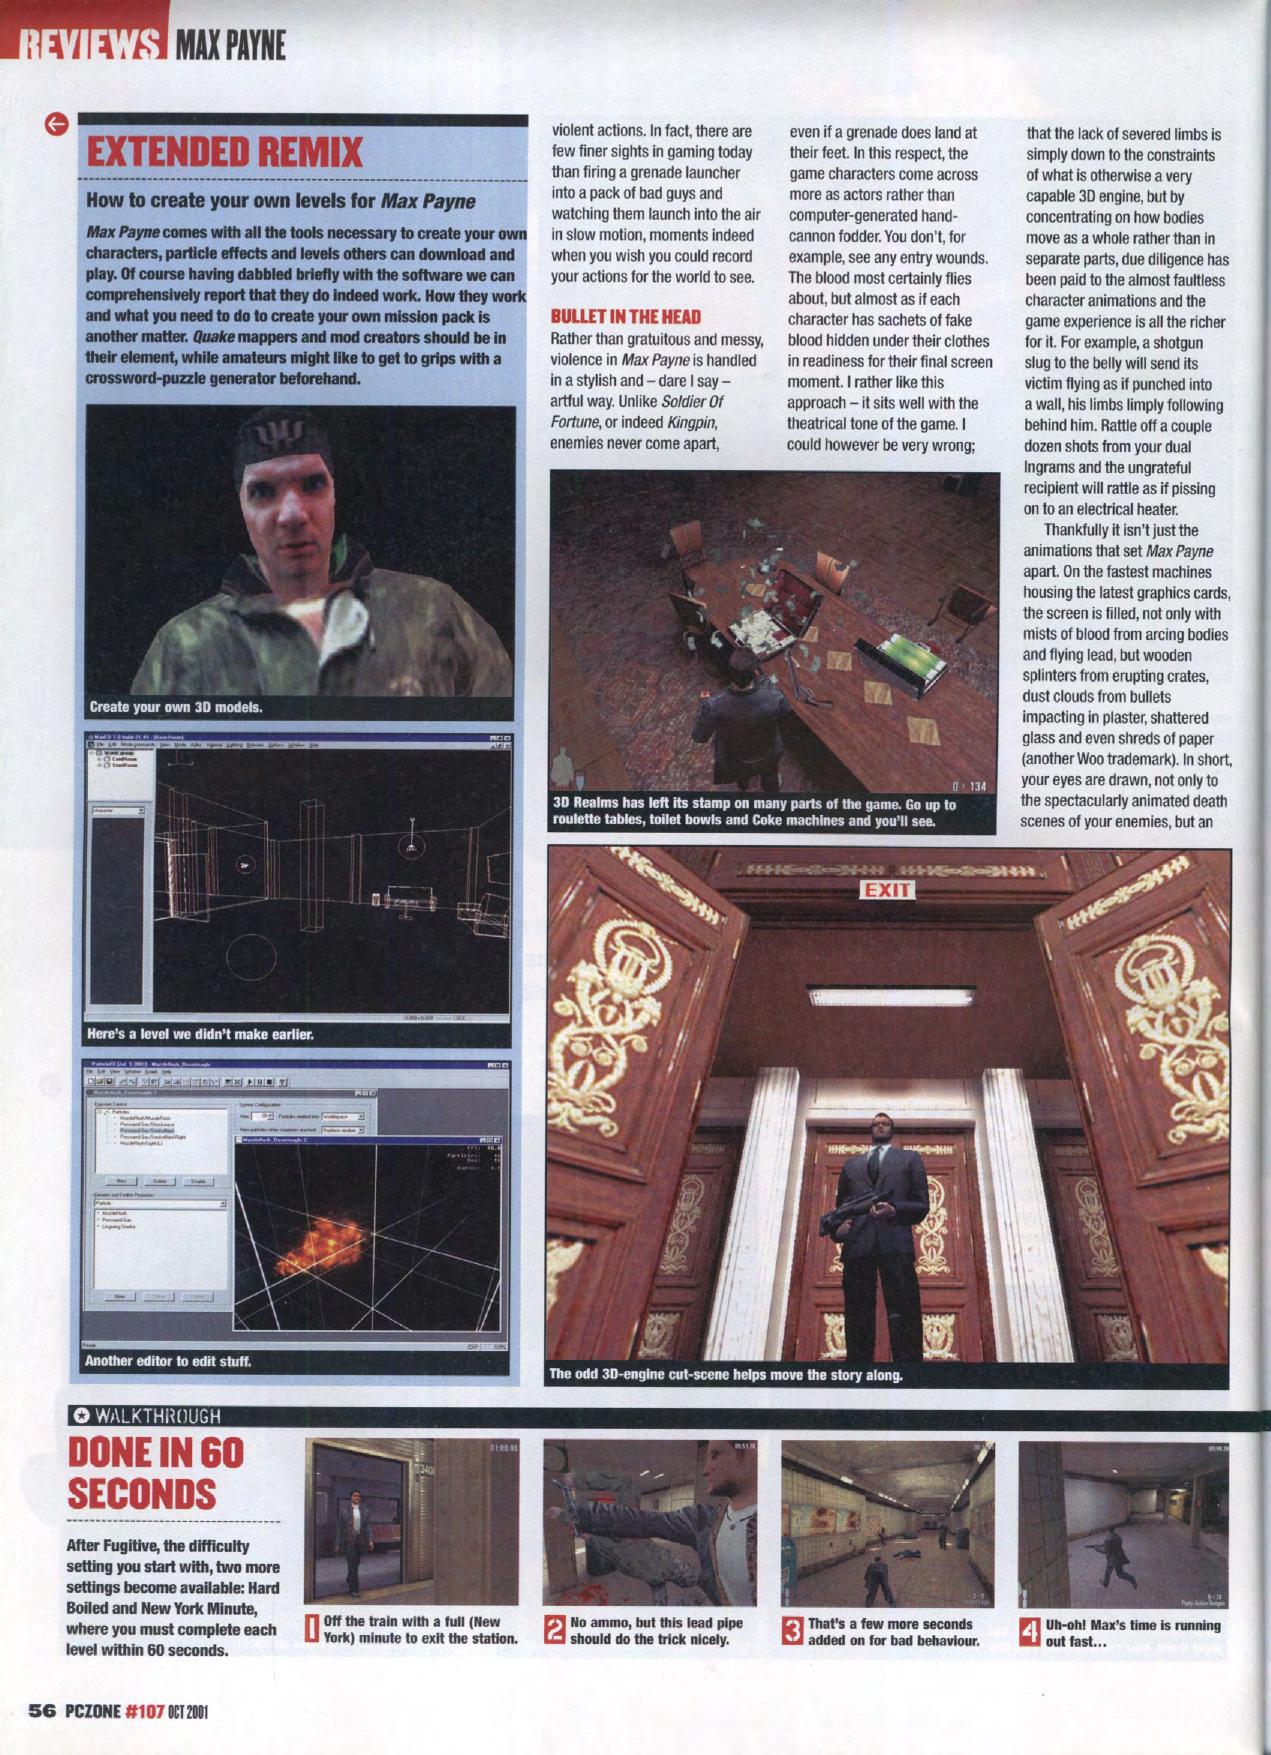 REVIEWS MAX PAYNE
EXTENDED REMIX
How to create your own levels for Max Payne
Max Payne comes with all the tools necessary to create your own
characters, particle effects and levels others can download and
play. Of course having dabbled briefly with the software we can
comprehensively report that they do indeed work. How they work
and what you need to do to create your own mission pack is
another matter. Quake mappers and mod creators should be in
their element, while amateurs might like to get to grips with a
crossword-puzzle generator beforehand.
Create your own 3D models.
Here's a level we didn't make earlier.
Another editor to edit stuff.
violent actions. In fact, there are
few finer sights in gaming today
than firing a grenade launcher
into a pack of bad guys and
watching them launch into the air
in slow motion, moments indeed
when you wish you could record
your actions for the world to see.
BULLET IN THE HEAD
Rather than gratuitous and messy,
violence in Max Payne is handled
in a stylish and – dare I say –
artful way. Unlike Soldier Of
Fortune, or indeed Kingpin,
enemies never come apart,
even if a grenade does land at
their feet. In this respect, the
game characters come across
more as actors rather than
computer-generated hand-
cannon fodder. You don't, for
example, see any entry wounds.
The blood most certainly flies
about, but almost as if each
character has sachets of fake
blood hidden under their clothes
in readiness for their final screen
moment. I rather like this
approach – it sits well with the
theatrical tone of the game. I
could however be very wrong;
that the lack of severed limbs is
simply down to the constraints
of what is otherwise a very
capable 3D engine, but by
concentrating on how bodies
move as a whole rather than in
separate parts, due diligence has
been paid to the almost faultless
character animations and the
game experience is all the richer
for it. For example, a shotgun
slug to the belly will send its
victim flying as if punched into
a wall, his limbs limply following
behind him. Rattle off a couple
dozen shots from your dual
Ingrams and the ungrateful
recipient will rattle as if pissing
on to an electrical heater.
Thankfully it isn't just the
animations that set Max Payne
apart. On the fastest machines
housing the latest graphics cards,
the screen is filled, not only with
mists of blood from arcing bodies
and flying lead, but wooden
splinters from erupting crates,
dust clouds from bullets
impacting in plaster, shattered
glass and even shreds of paper
(another Woo trademark). In short,
your eyes are drawn, not only to
the spectacularly animated death
scenes of your enemies, but an
0 · 134
3D Realms has left its stamp on many parts of the game. Go up to
roulette tables, toilet bowls and Coke machines and you'll see.
EXIT
The odd 3D-engine cut-scene helps move the story along.
WALKTHROUGH
DONE IN 60
SECONDS
After Fugitive, the difficulty
setting you start with, two more
settings become available: Hard
Boiled and New York Minute,
where you must complete each
level within 60 seconds.
01:00.00
1 Off the train with a full (New
York) minute to exit the station.
2 No ammo, but this lead pipe
should do the trick nicely.
3 That's a few more seconds
added on for bad behaviour.
4 Uh-oh! Max's time is running
out fast...
56 PCZONE #107 OCT 2001